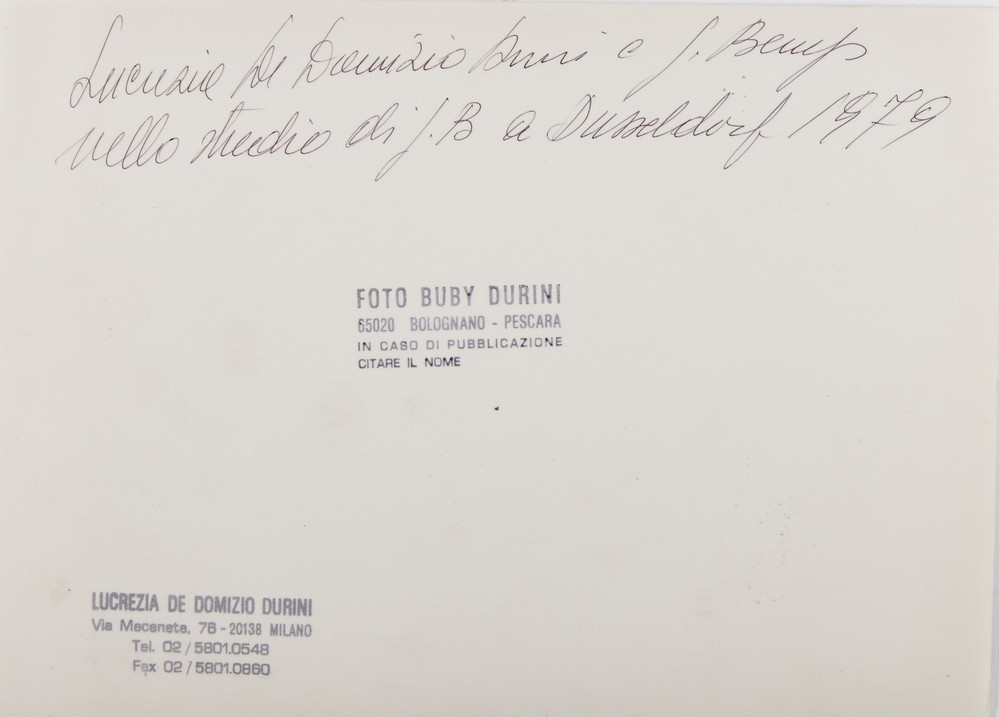 Lucrezia De Domizio Durini e J. Beuys
nello studio di J.B a Dusseldorf 1979
FOTO BUBY DURINI
65020 BOLOGNANO - PESCARA
IN CASO DI PUBBLICAZIONE
CITARE IL NOME
LUCREZIA DE DOMIZIO DURINI
Via Mecenate, 76 - 20138 MILANO
Tel. 02/5801.0548
Fax 02/5801.0860